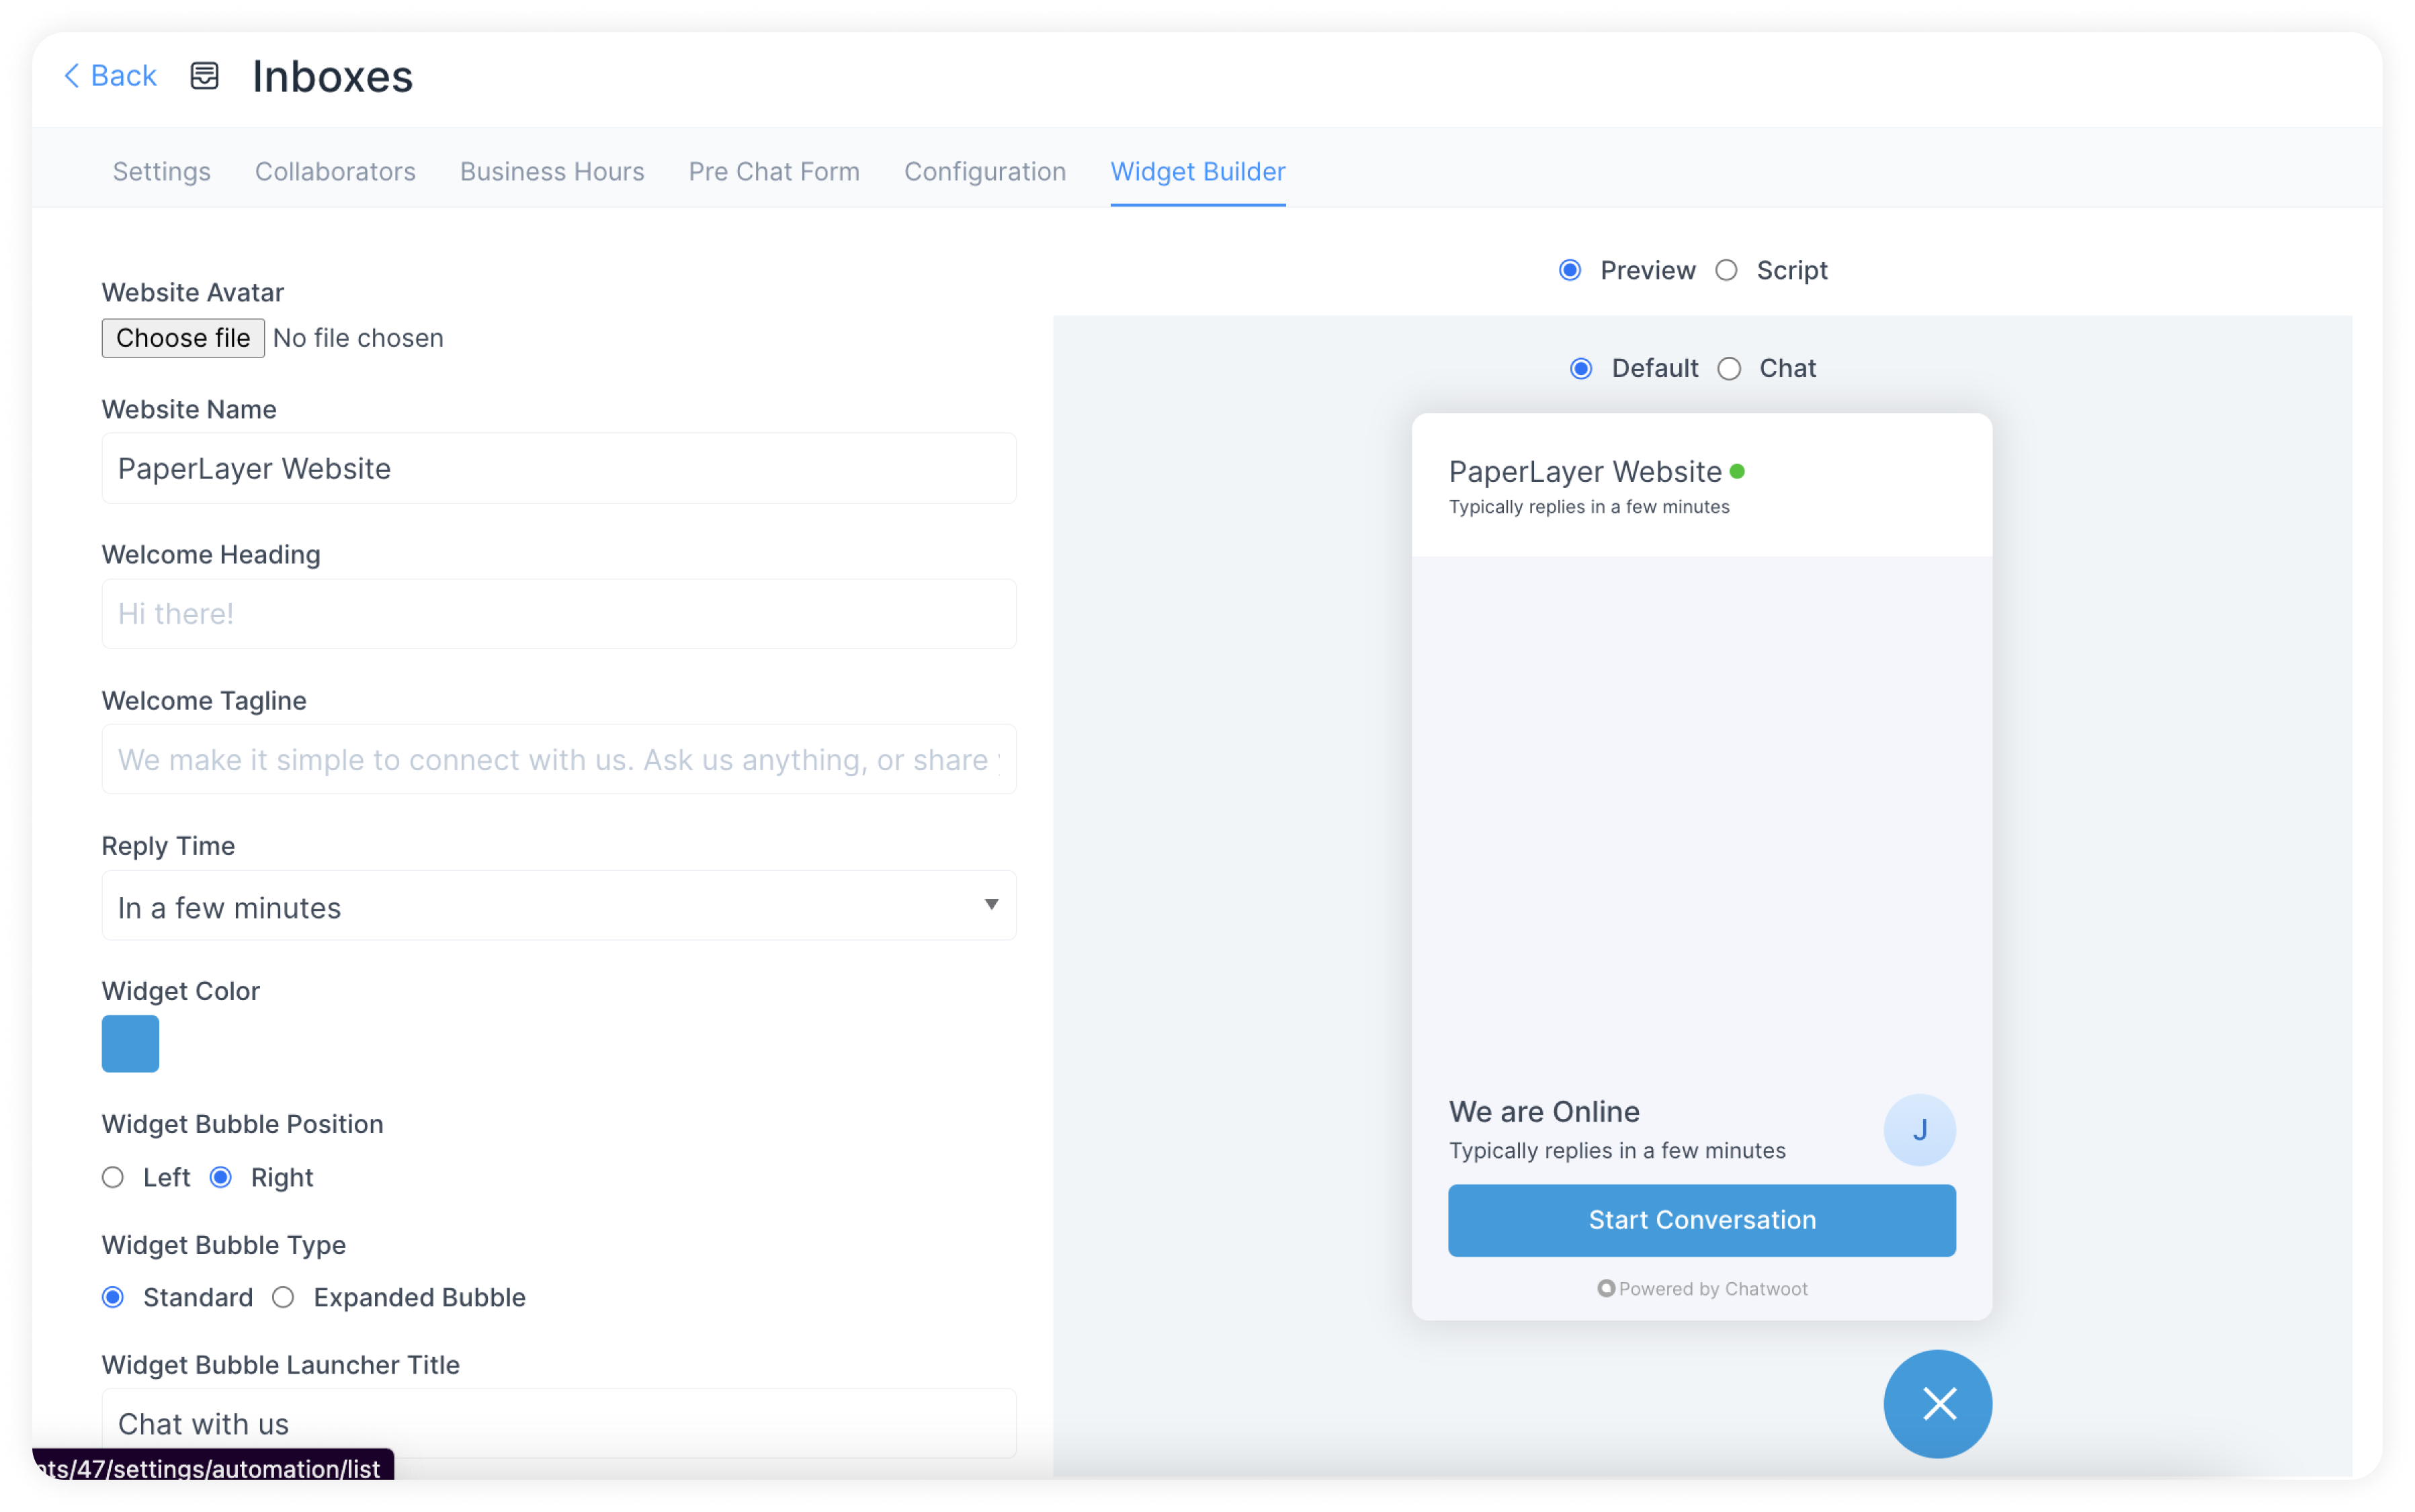 Back Inboxes
Settings Collaborators Business Hours Pre Chat Form Configuration Widget Builder
Website Avatar
Choose file No file chosen
Website Name
PaperLayer Website
Welcome Heading
Hi there!
Welcome Tagline
We make it simple to connect with us. Ask us anything, or share
Reply Time
In a few minutes
Widget Color
Widget Bubble Position
Left Right
Widget Bubble Type
Standard Expanded Bubble
Widget Bubble Launcher Title
Chat with us
ts/47/settings/automation/list
Preview Script
Default Chat
PaperLayer Website
Typically replies in a few minutes
We are Online
Typically replies in a few minutes
J
Start Conversation
Powered by Chatwoot